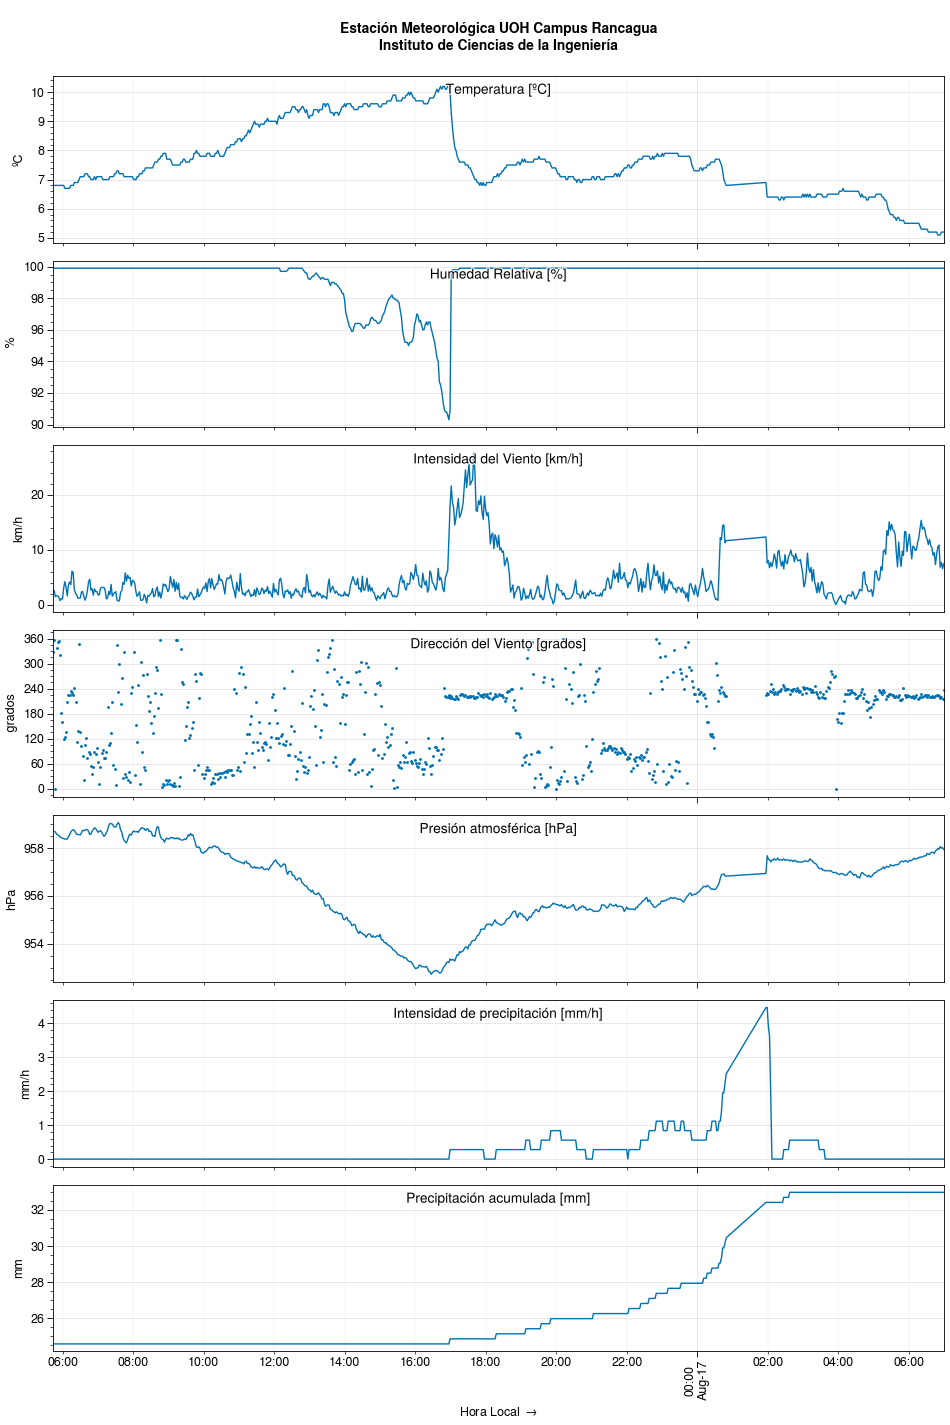 Estación Meteorológica UOH Campus Rancagua
Instituto de Ciencias de la Ingeniería
Temperatura [ºC]
ºC
10
9
8
7
6
5
Humedad Relativa [%]
%
100
98
96
94
92
90
Intensidad del Viento [km/h]
km/h
20
10
0
Dirección del Viento [grados]
grados
360
300
240
180
120
60
0
Presión atmosférica [hPa]
hPa
958
956
954
Intensidad de precipitación [mm/h]
mm/h
4
3
2
1
0
Precipitación acumulada [mm]
mm
32
30
28
26
06:00 08:00 10:00 12:00 14:00 16:00 18:00 20:00 22:00 00:00 02:00 04:00 06:00
Aug-17
Hora Local →